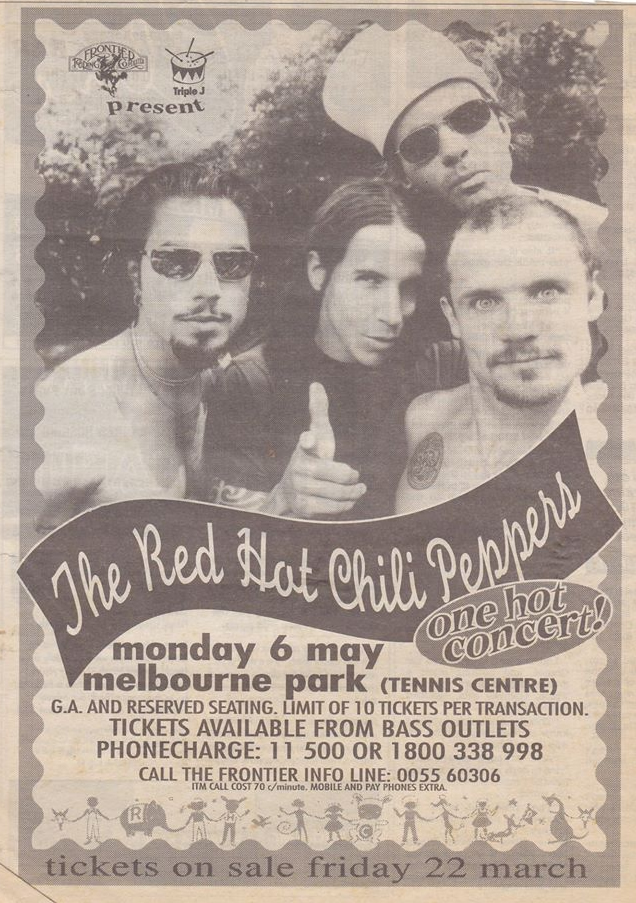 FRONTIER
TOURING COMPANY
Triple J
present
The Red Hot Chili Peppers
one hot
concert!
monday 6 may
melbourne park (TENNIS CENTRE)
G.A. AND RESERVED SEATING. LIMIT OF 10 TICKETS PER TRANSACTION.
TICKETS AVAILABLE FROM BASS OUTLETS
PHONECHARGE: 11 500 OR 1800 338 998
CALL THE FRONTIER INFO LINE: 0055 60306
ITM CALL COST 70 c/minute. MOBILE AND PAY PHONES EXTRA.
R H C
tickets on sale friday 22 march